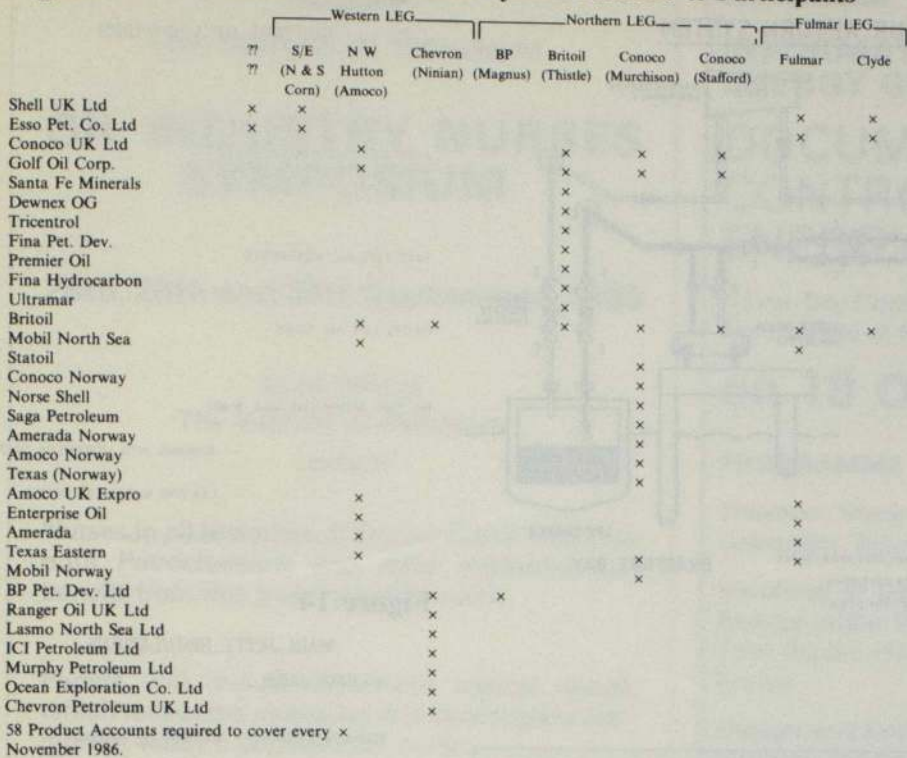 Participants
Western LEG Northern LEG Fulmar LEG
?? S/E N W Chevron BP Britoil Conoco Conoco Fulmar Clyde
?? (N & S Hutton (Ninian) (Magnus) (Thistle) (Murchison) (Stafford)
Corn) (Amoco)
Shell UK Ltd × × × ×
Esso Pet. Co. Ltd × × × ×
Conoco UK Ltd × × × ×
Golf Oil Corp. × × × ×
Santa Fe Minerals ×
Dewnex OG ×
Tricentrol ×
Fina Pet. Dev. ×
Premier Oil ×
Fina Hydrocarbon ×
Ultramar ×
Britoil × × × × × × ×
Mobil North Sea × ×
Statoil ×
Conoco Norway ×
Norse Shell ×
Saga Petroleum ×
Amerada Norway ×
Amoco Norway ×
Texas (Norway) ×
Amoco UK Expro × ×
Enterprise Oil × ×
Amerada × ×
Texas Eastern × × ×
Mobil Norway ×
BP Pet. Dev. Ltd ×
Ranger Oil UK Ltd ×
Lasmo North Sea Ltd ×
ICI Petroleum Ltd ×
Murphy Petroleum Ltd ×
Ocean Exploration Co. Ltd ×
Chevron Petroleum UK Ltd ×
58 Product Accounts required to cover every ×
November 1986.